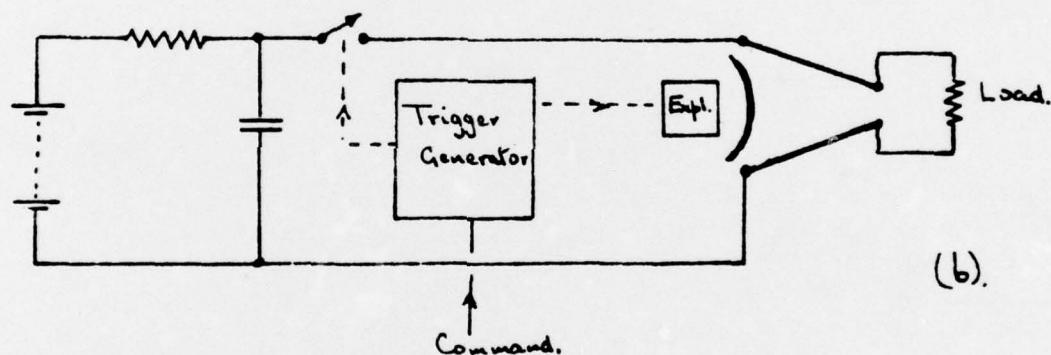 Trigger
Generator
Expl.
Load.
(b).
Command.